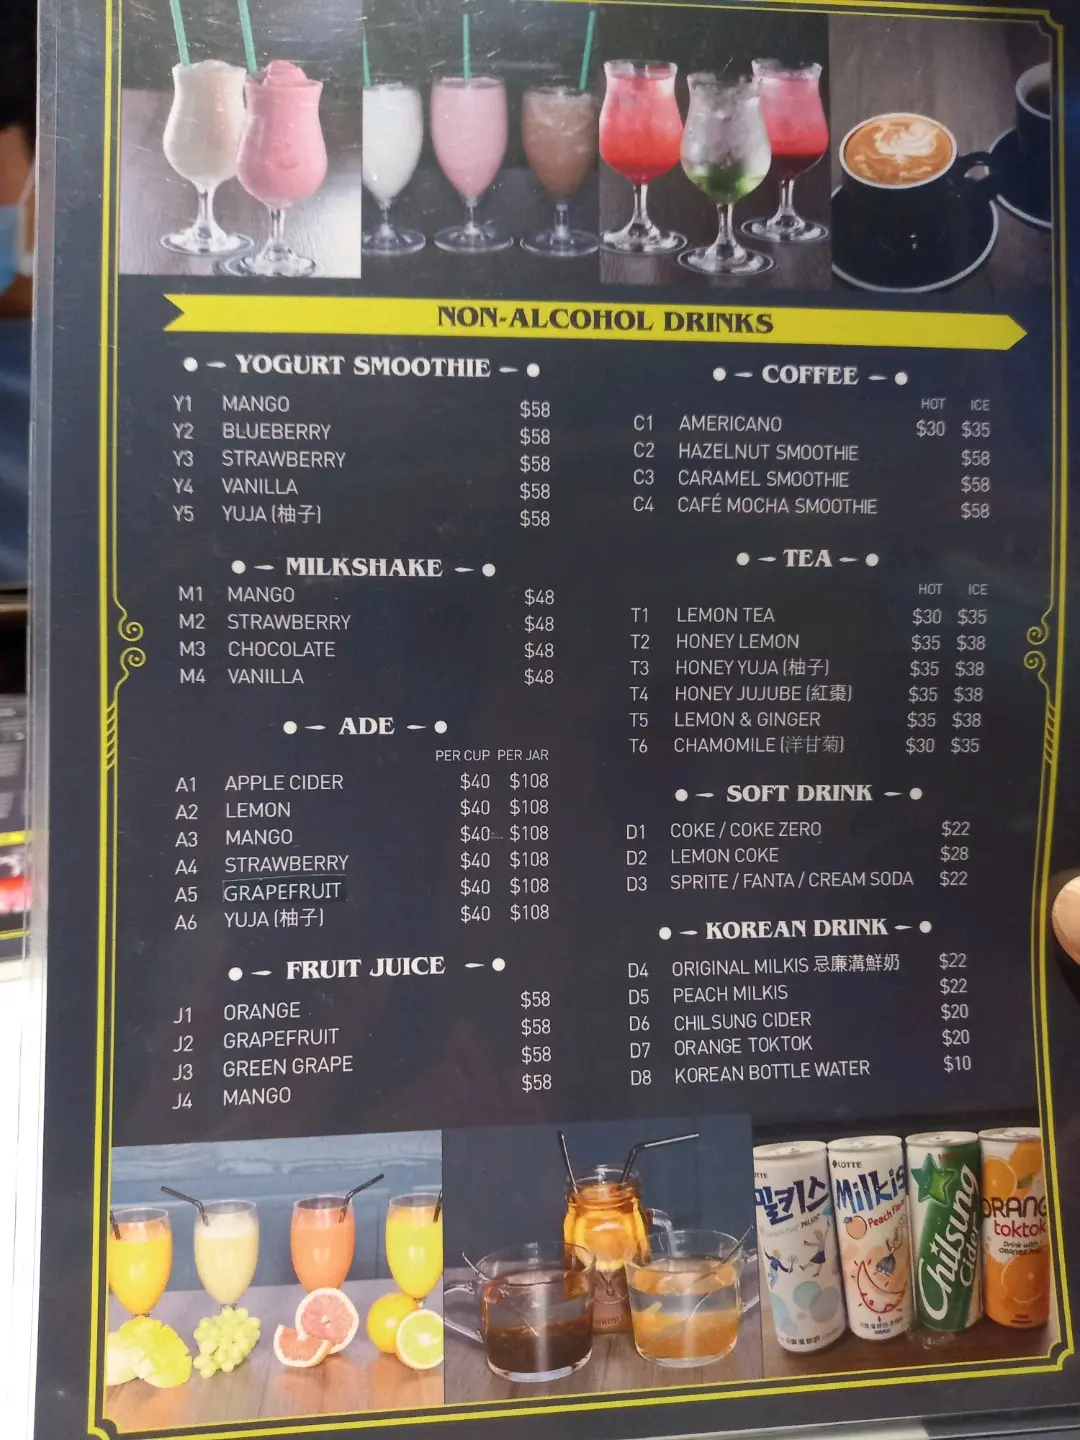 NON-ALCOHOL DRINKS
YOGURT SMOOTHIE
Y1 MANGO $58
Y2 BLUEBERRY $58
Y3 STRAWBERRY $58
Y4 VANILLA $58
Y5 YUJA (柚子) $58
MILKSHAKE
M1 MANGO $48
M2 STRAWBERRY $48
M3 CHOCOLATE $48
M4 VANILLA $48
ADE
PER CUP PER JAR
A1 APPLE CIDER $40 $108
A2 LEMON $40 $108
A3 MANGO $40 $108
A4 STRAWBERRY $40 $108
A5 GRAPEFRUIT $40 $108
A6 YUJA (柚子) $40 $108
FRUIT JUICE
J1 ORANGE $58
J2 GRAPEFRUIT $58
J3 GREEN GRAPE $58
J4 MANGO $58
COFFEE
HOT ICE
C1 AMERICANO $30 $35
C2 HAZELNUT SMOOTHIE $58
C3 CARAMEL SMOOTHIE $58
C4 CAFÉ MOCHA SMOOTHIE $58
TEA
HOT ICE
T1 LEMON TEA $30 $35
T2 HONEY LEMON $35 $38
T3 HONEY YUJA (柚子) $35 $38
T4 HONEY JUJUBE (紅棗) $35 $38
T5 LEMON & GINGER $35 $38
T6 CHAMOMILE (洋甘菊) $30 $35
SOFT DRINK
D1 COKE / COKE ZERO $22
D2 LEMON COKE $28
D3 SPRITE / FANTA / CREAM SODA $22
KOREAN DRINK
D4 ORIGINAL MILKIS 忌廉溝鮮奶 $22
D5 PEACH MILKIS $22
D6 CHILSUNG CIDER $20
D7 ORANGE TOKTOK $20
D8 KOREAN BOTTLE WATER $10
밀키스
LOTTE
Milkis
Peach
Chilsung
Cider
ORANG
toktok